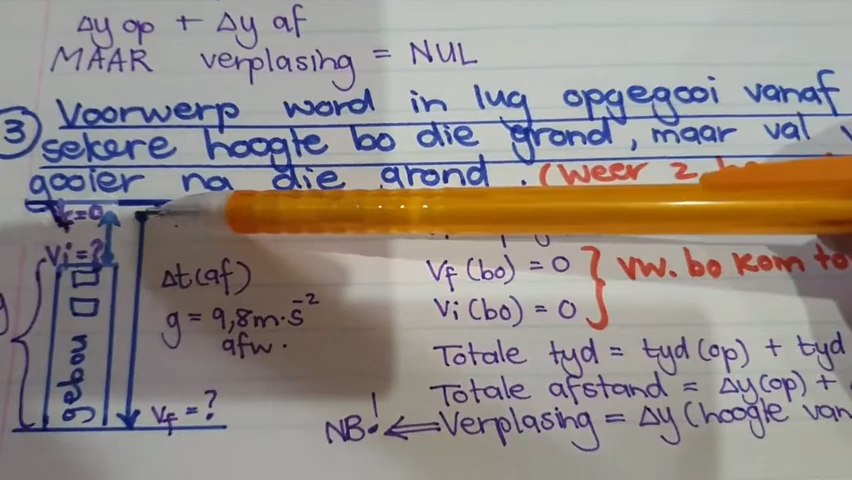 Δy op + Δy af
MAAR verplasing = NUL
3 Voorwerp word in lug opgegooi vanaf
sekere hoogte bo die grond, maar val
gooier na die grond. (Weer 2
vf=0
vi=?
Δt(af)
g = 9,8m·s⁻²
afw.
gebou
vf = ?
vf (bo) = 0
vi (bo) = 0
vw. bo kom to
Totale tyd = tyd(op) + tyd
Totale afstand = Δy(op) +
NB! ⇐ Verplasing = Δy (hoogte van